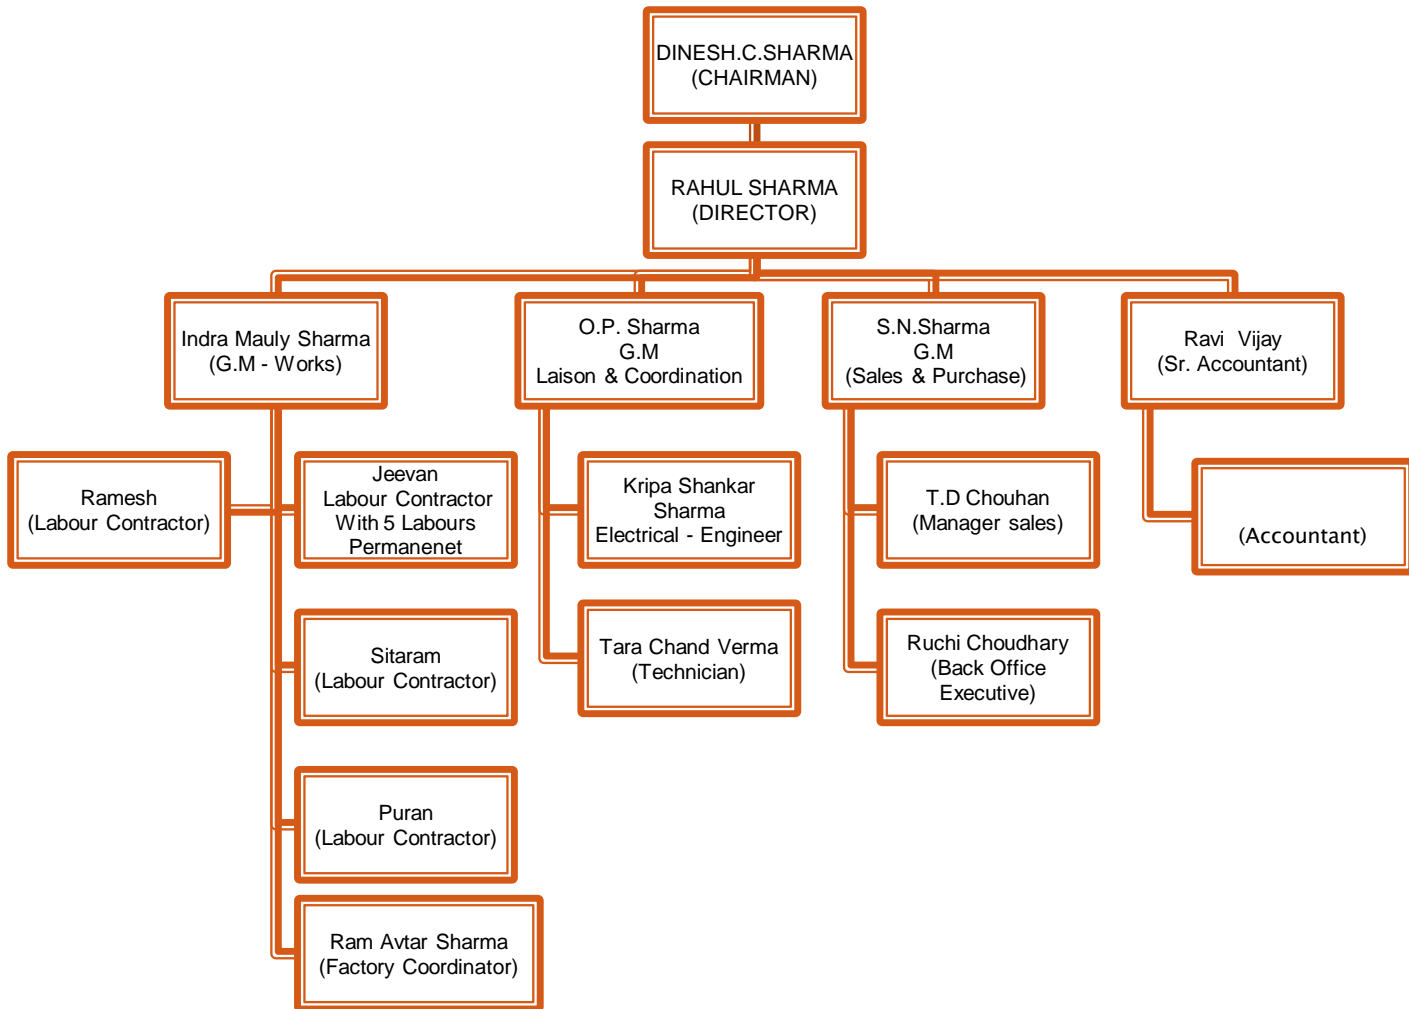 DINESH.C.SHARMA
(CHAIRMAN)
RAHUL SHARMA
(DIRECTOR)
Indra Mauly Sharma
(G.M - Works)
O.P. Sharma
G.M
Laison & Coordination
S.N.Sharma
G.M
(Sales & Purchase)
Ravi Vijay
(Sr. Accountant)
Ramesh
(Labour Contractor)
Jeevan
Labour Contractor
With 5 Labours
Permanenet
Kripa Shankar
Sharma
Electrical - Engineer
T.D Chouhan
(Manager sales)
(Accountant)
Sitaram
(Labour Contractor)
Tara Chand Verma
(Technician)
Ruchi Choudhary
(Back Office
Executive)
Puran
(Labour Contractor)
Ram Avtar Sharma
(Factory Coordinator)